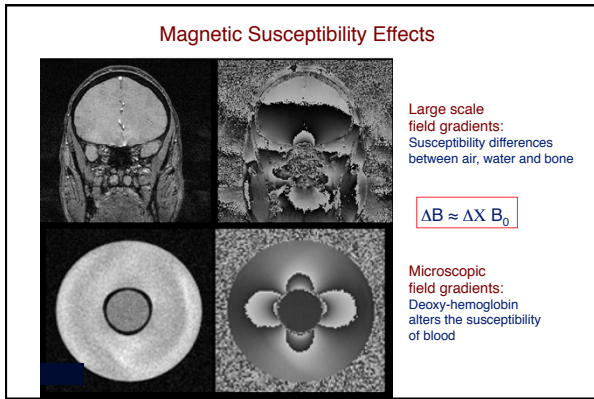 Magnetic Susceptibility Effects
Large scale
field gradients:
Susceptibility differences
between air, water and bone
ΔB ≈ ΔX B₀
Microscopic
field gradients:
Deoxy-hemoglobin
alters the susceptibility
of blood